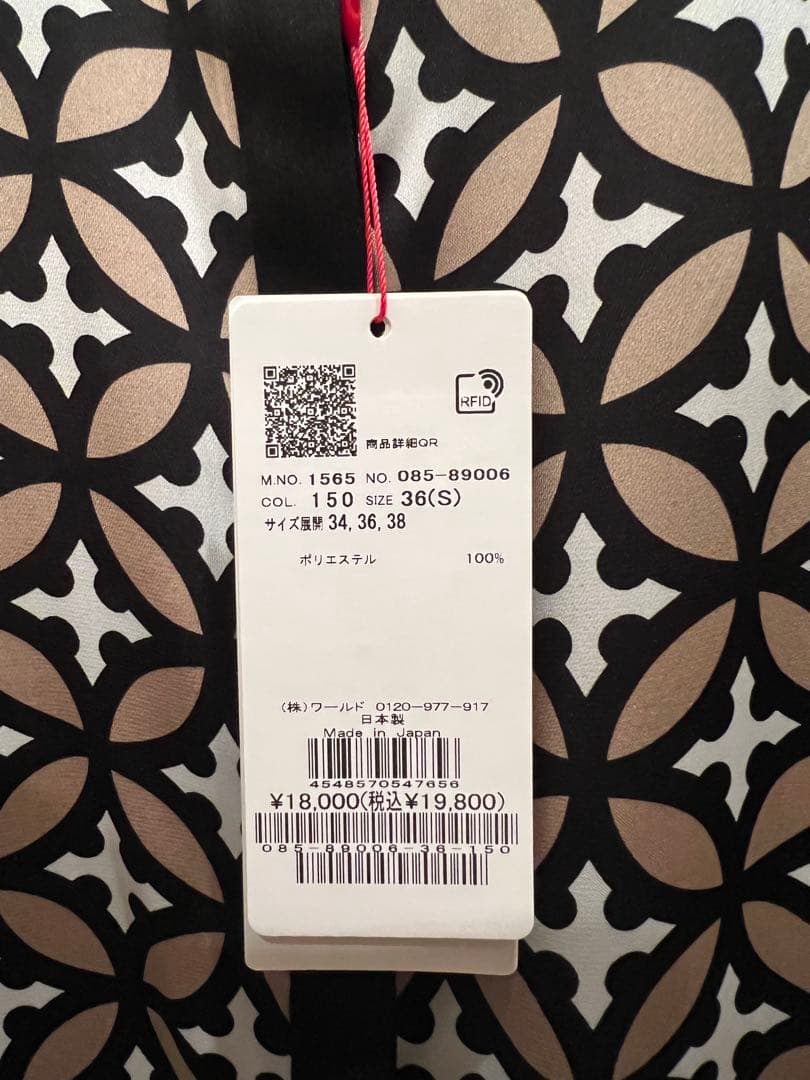 RFID
商品詳細QR
M.NO. 1565 NO. 085-89006
COL. 150 SIZE 36(S)
サイズ展開 34, 36, 38
ポリエステル 100%
(株)ワールド 0120-977-917
日本製
Made in Japan
4548570547656
¥18,000(税込¥19,800)
085-89006-36-150